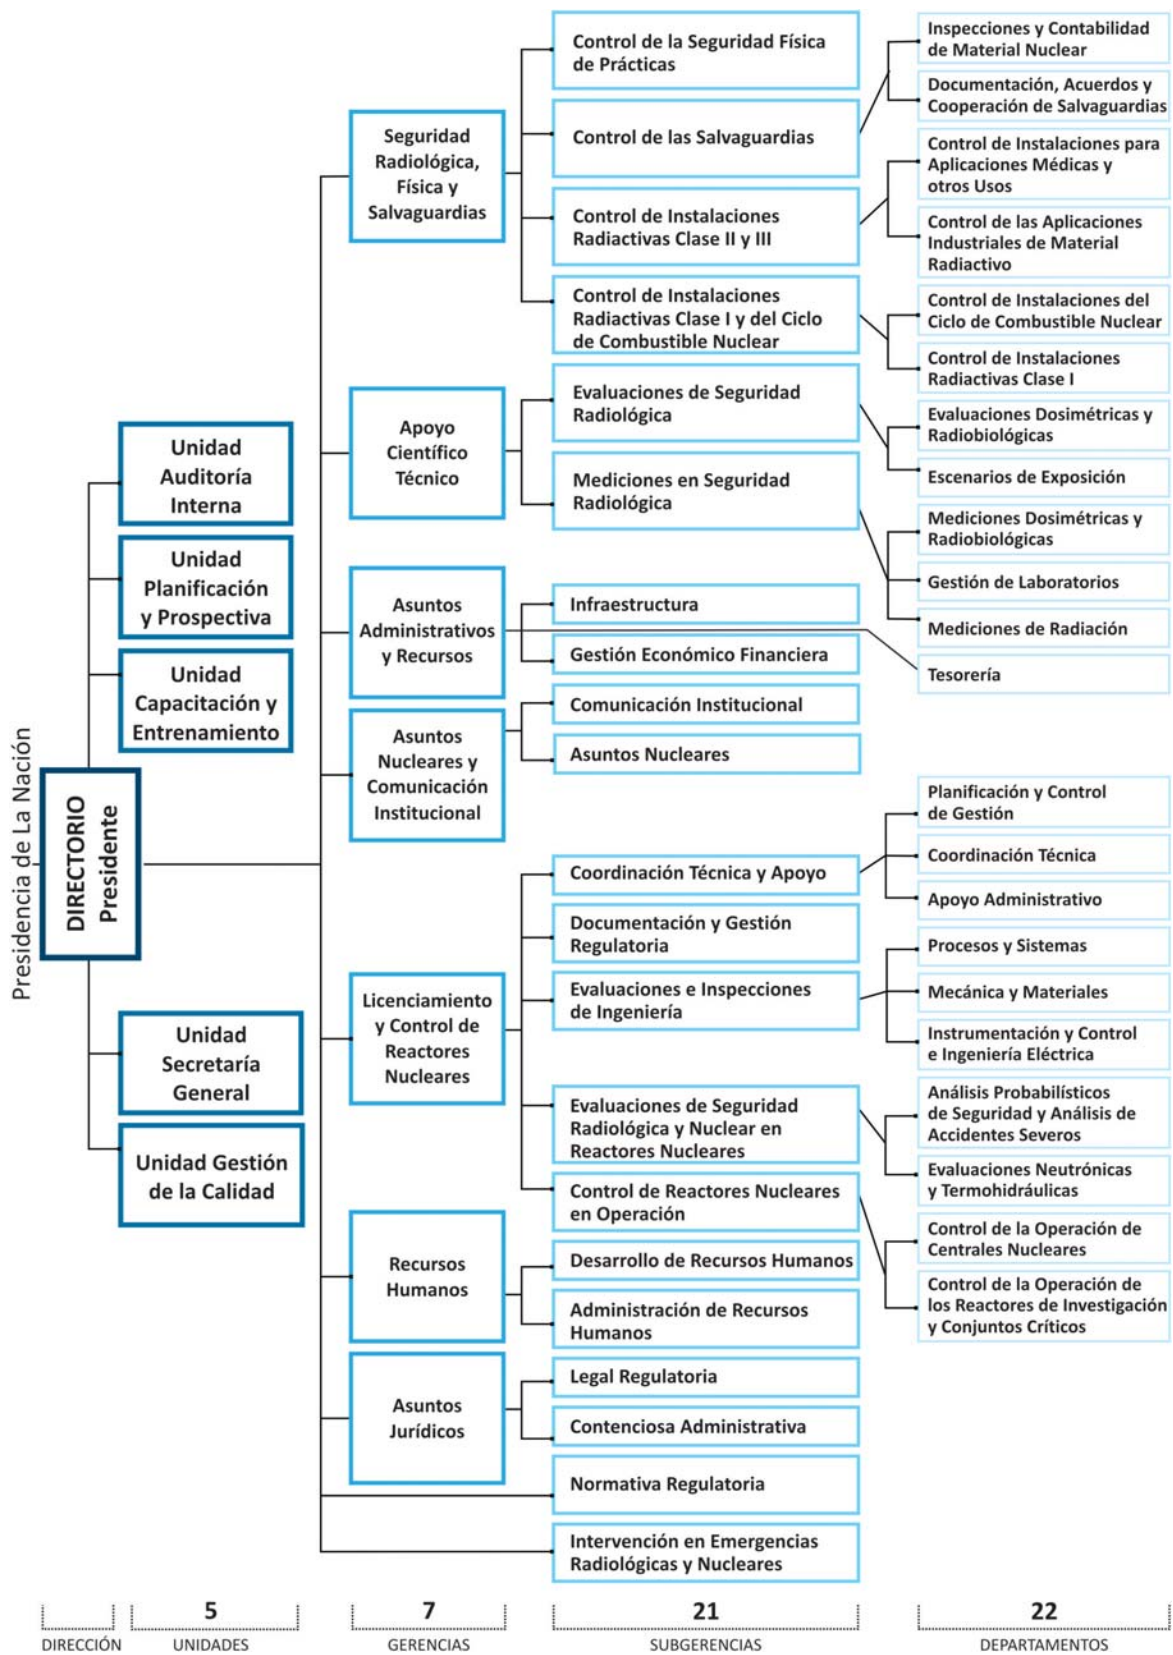 Presidencia de La Nación
DIRECTORIO
Presidente
Unidad
Auditoría
Interna
Unidad
Planificación
y Prospectiva
Unidad
Capacitación y
Entrenamiento
Unidad
Secretaría
General
Unidad Gestión
de la Calidad
Seguridad
Radiológica,
Física y
Salvaguardias
Apoyo
Científico
Técnico
Asuntos
Administrativos
y Recursos
Asuntos
Nucleares y
Comunicación
Institucional
Licenciamiento
y Control de
Reactores
Nucleares
Recursos
Humanos
Asuntos
Jurídicos
Control de la Seguridad Física
de Prácticas
Control de las Salvaguardias
Control de Instalaciones
Radiactivas Clase II y III
Control de Instalaciones
Radiactivas Clase I y del Ciclo
de Combustible Nuclear
Evaluaciones de Seguridad
Radiológica
Mediciones en Seguridad
Radiológica
Infraestructura
Gestión Económico Financiera
Comunicación Institucional
Asuntos Nucleares
Coordinación Técnica y Apoyo
Documentación y Gestión
Regulatoria
Evaluaciones e Inspecciones
de Ingeniería
Evaluaciones de Seguridad
Radiológica y Nuclear en
Reactores Nucleares
Control de Reactores Nucleares
en Operación
Desarrollo de Recursos Humanos
Administración de Recursos
Humanos
Legal Regulatoria
Contenciosa Administrativa
Normativa Regulatoria
Intervención en Emergencias
Radiológicas y Nucleares
Inspecciones y Contabilidad
de Material Nuclear
Documentación, Acuerdos y
Cooperación de Salvaguardias
Control de Instalaciones para
Aplicaciones Médicas y
otros Usos
Control de las Aplicaciones
Industriales de Material
Radiactivo
Control de Instalaciones del
Ciclo de Combustible Nuclear
Control de Instalaciones
Radiactivas Clase I
Evaluaciones Dosimétricas y
Radiobiológicas
Escenarios de Exposición
Mediciones Dosimétricas y
Radiobiológicas
Gestión de Laboratorios
Mediciones de Radiación
Tesorería
Planificación y Control
de Gestión
Coordinación Técnica
Apoyo Administrativo
Procesos y Sistemas
Mecánica y Materiales
Instrumentación y Control
e Ingeniería Eléctrica
Análisis Probabilísticos
de Seguridad y Análisis de
Accidentes Severos
Evaluaciones Neutrónicas
y Termohidráulicas
Control de la Operación de
Centrales Nucleares
Control de la Operación de
los Reactores de Investigación
y Conjuntos Críticos
5
7
21
22
DIRECCIÓN
UNIDADES
GERENCIAS
SUBGERENCIAS
DEPARTAMENTOS